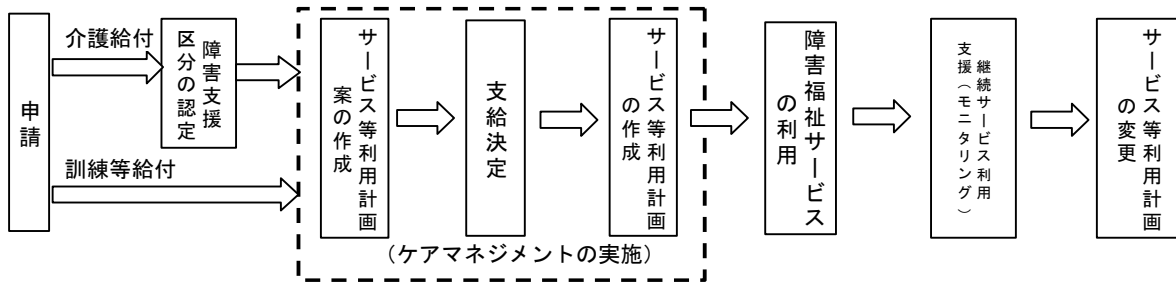 申請
介護給付
訓練等給付
障害支援
区分の認定
サービス等利用計画
案の作成
支給決定
サービス等利用計画
の作成
(ケアマネジメントの実施)
障害福祉サービス
の利用
継続サービス利用
支援(モニタリング)
サービス等利用計画
の変更